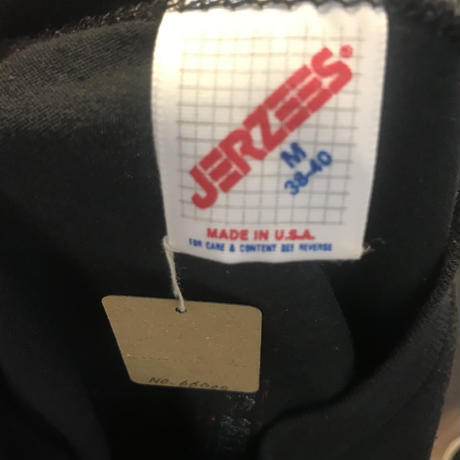 JERZEES®
M
38-40
MADE IN U.S.A.
FOR CARE & CONTENT SEE REVERSE